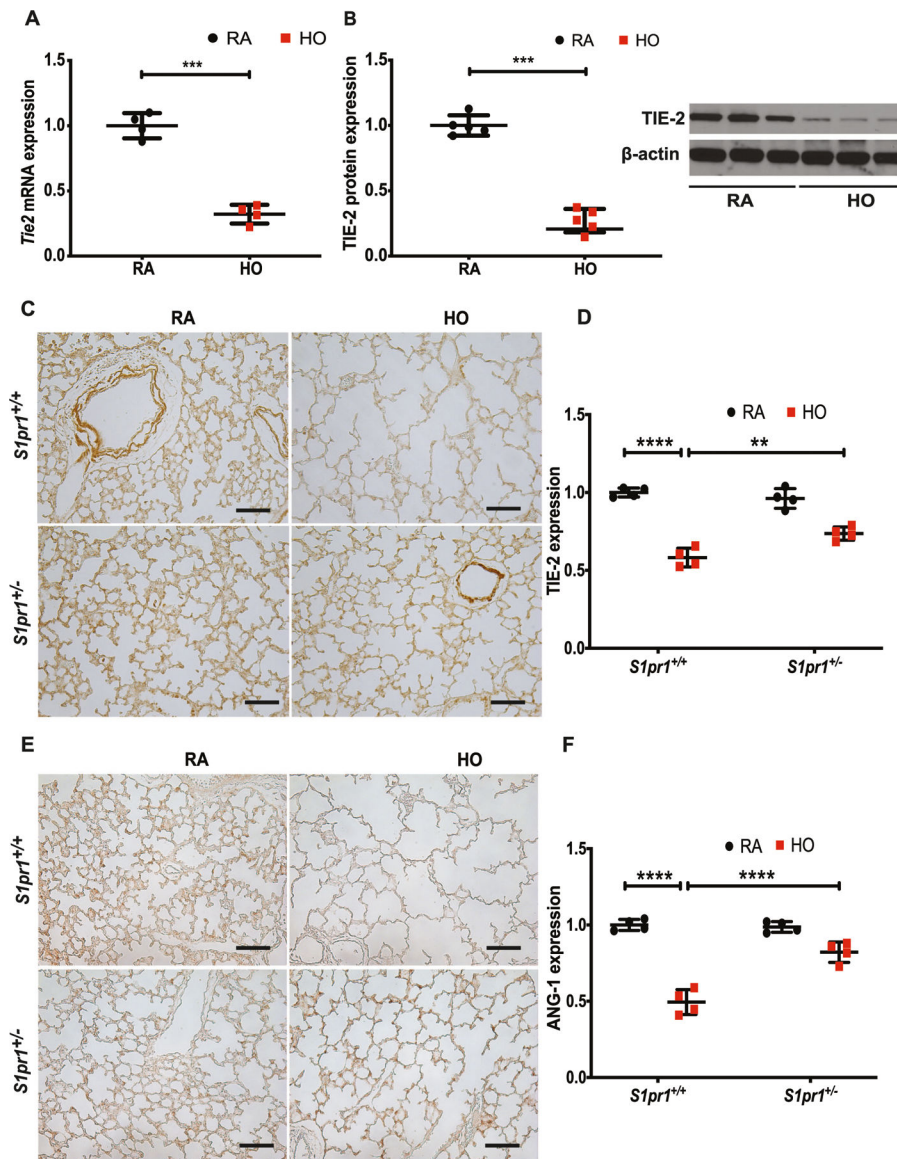 A
RA HO
1.5
***
1.0
0.5
0.0
Tie2 mRNA expression
RA HO
B
RA HO
1.5
***
1.0
0.5
0.0
TIE-2 protein expression
RA HO
TIE-2
β-actin
RA HO
C
RA HO
S1pr1+/+
S1pr1+/-
D
RA HO
1.5
**** **
1.0
0.5
0.0
TIE-2 expression
S1pr1+/+ S1pr1+/-
E
RA HO
S1pr1+/+
S1pr1+/-
F
RA HO
1.5
**** ****
1.0
0.5
0.0
ANG-1 expression
S1pr1+/+ S1pr1+/-